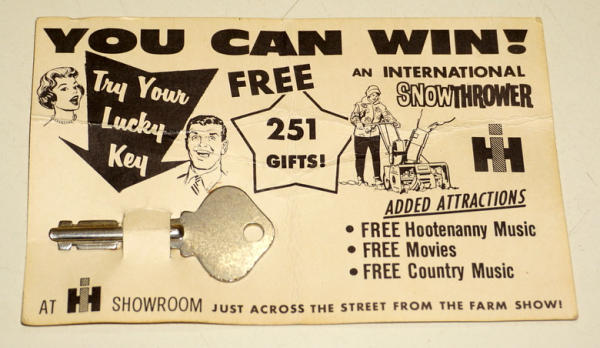 YOU CAN WIN!
Try Your
Lucky
Key
FREE
251
GIFTS!
AN INTERNATIONAL
SNOWTHROWER
IH
ADDED ATTRACTIONS
• FREE Hootenanny Music
• FREE Movies
• FREE Country Music
AT IH SHOWROOM JUST ACROSS THE STREET FROM THE FARM SHOW!